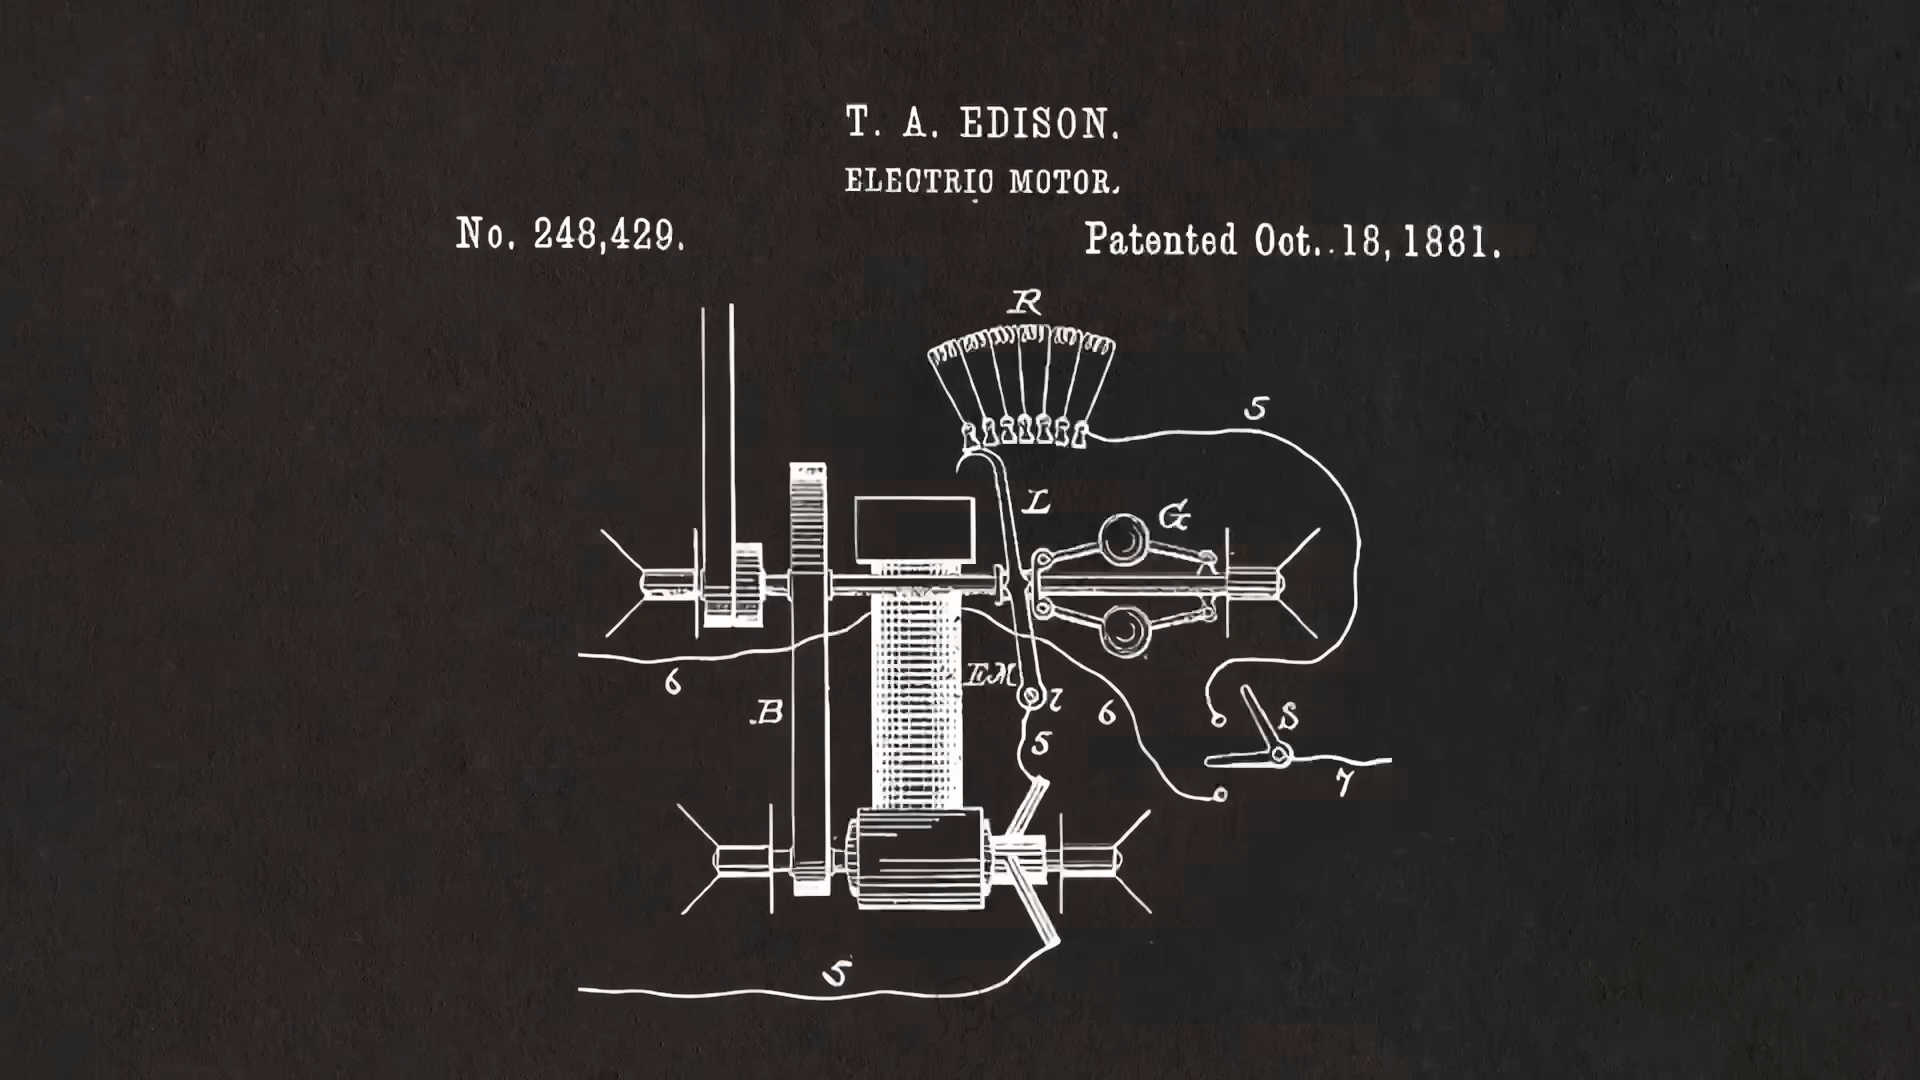 T. A. EDISON.
ELECTRIC MOTOR.
No. 248,429.
Patented Oct. 18, 1881.
R
5
L
G
6
EM
B
l
6
S
5
7
5